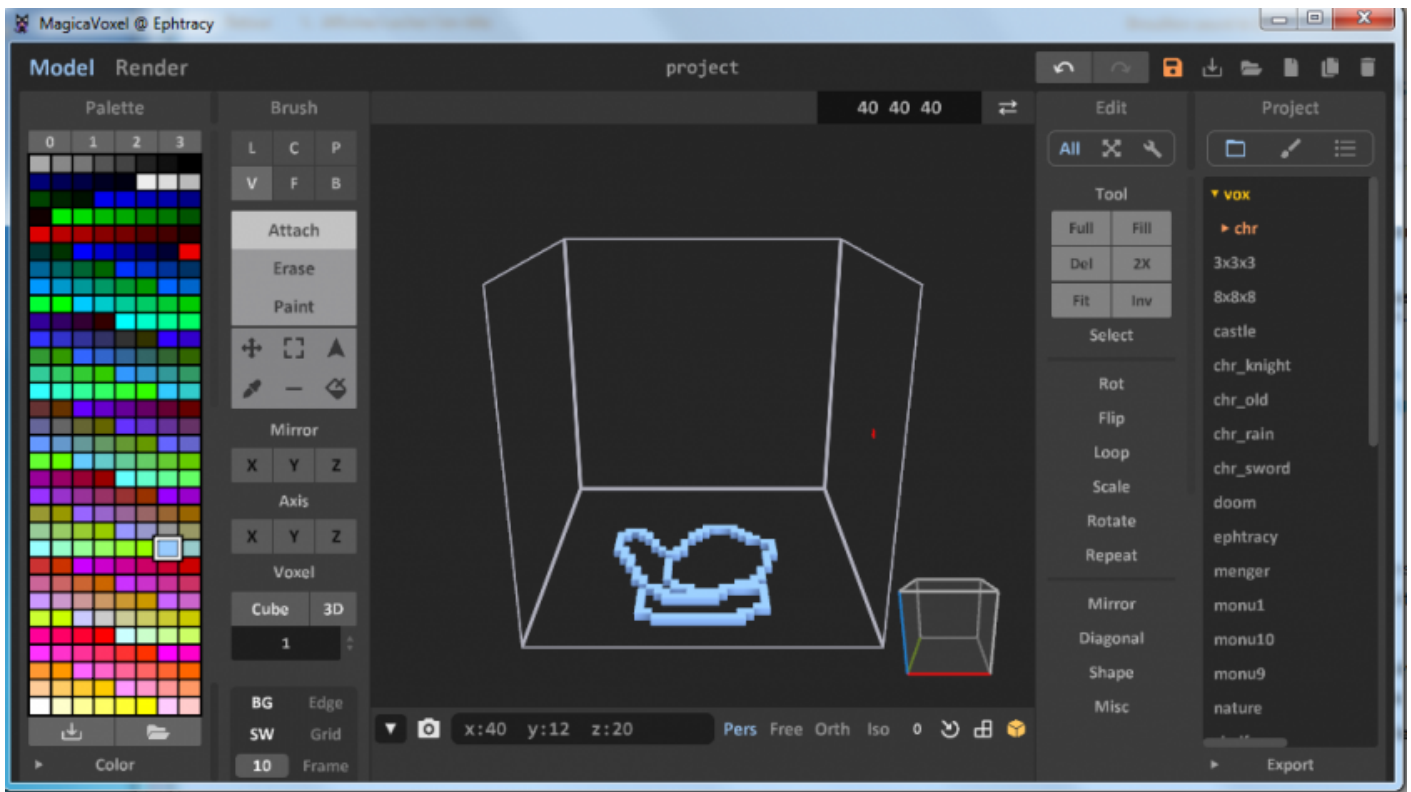 MagicaVoxel @ Ephtracy
Model Render
project
Palette
0 1 2 3
Color
Brush
L C P
V F B
Attach
Erase
Paint
Mirror
X Y Z
Axis
X Y Z
Voxel
Cube 3D
1
BG Edge
SW Grid
10 Frame
40 40 40
x:40 y:12 z:20
Pers Free Orth Iso 0
Edit
All
Tool
Full Fill
Del 2X
Fit Inv
Select
Rot
Flip
Loop
Scale
Rotate
Repeat
Mirror
Diagonal
Shape
Misc
Project
vox
chr
3x3x3
8x8x8
castle
chr_knight
chr_old
chr_rain
chr_sword
doom
ephtracy
menger
monu1
monu10
monu9
nature
Export